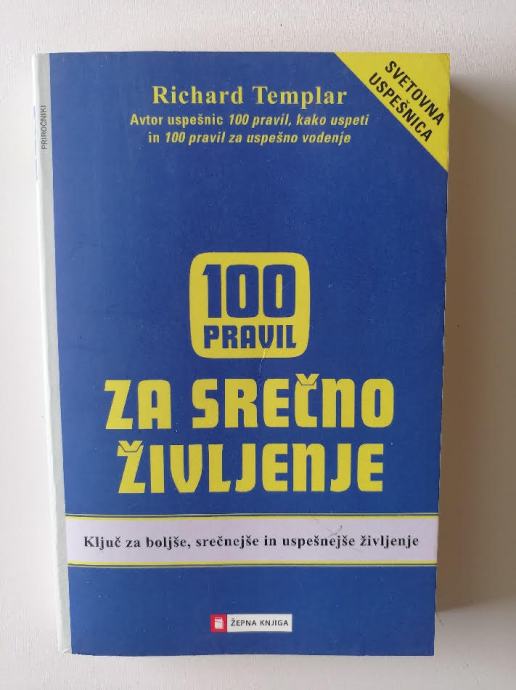 PRIROČNIKI
Richard Templar
Avtor uspešnic 100 pravil, kako uspeti
in 100 pravil za uspešno vodenje
SVETOVNA
USPEŠNICA
100
PRAVIL
ZA SREČNO
ŽIVLJENJE
Ključ za boljše, srečnejše in uspešnejše življenje
ŽEPNA KNJIGA